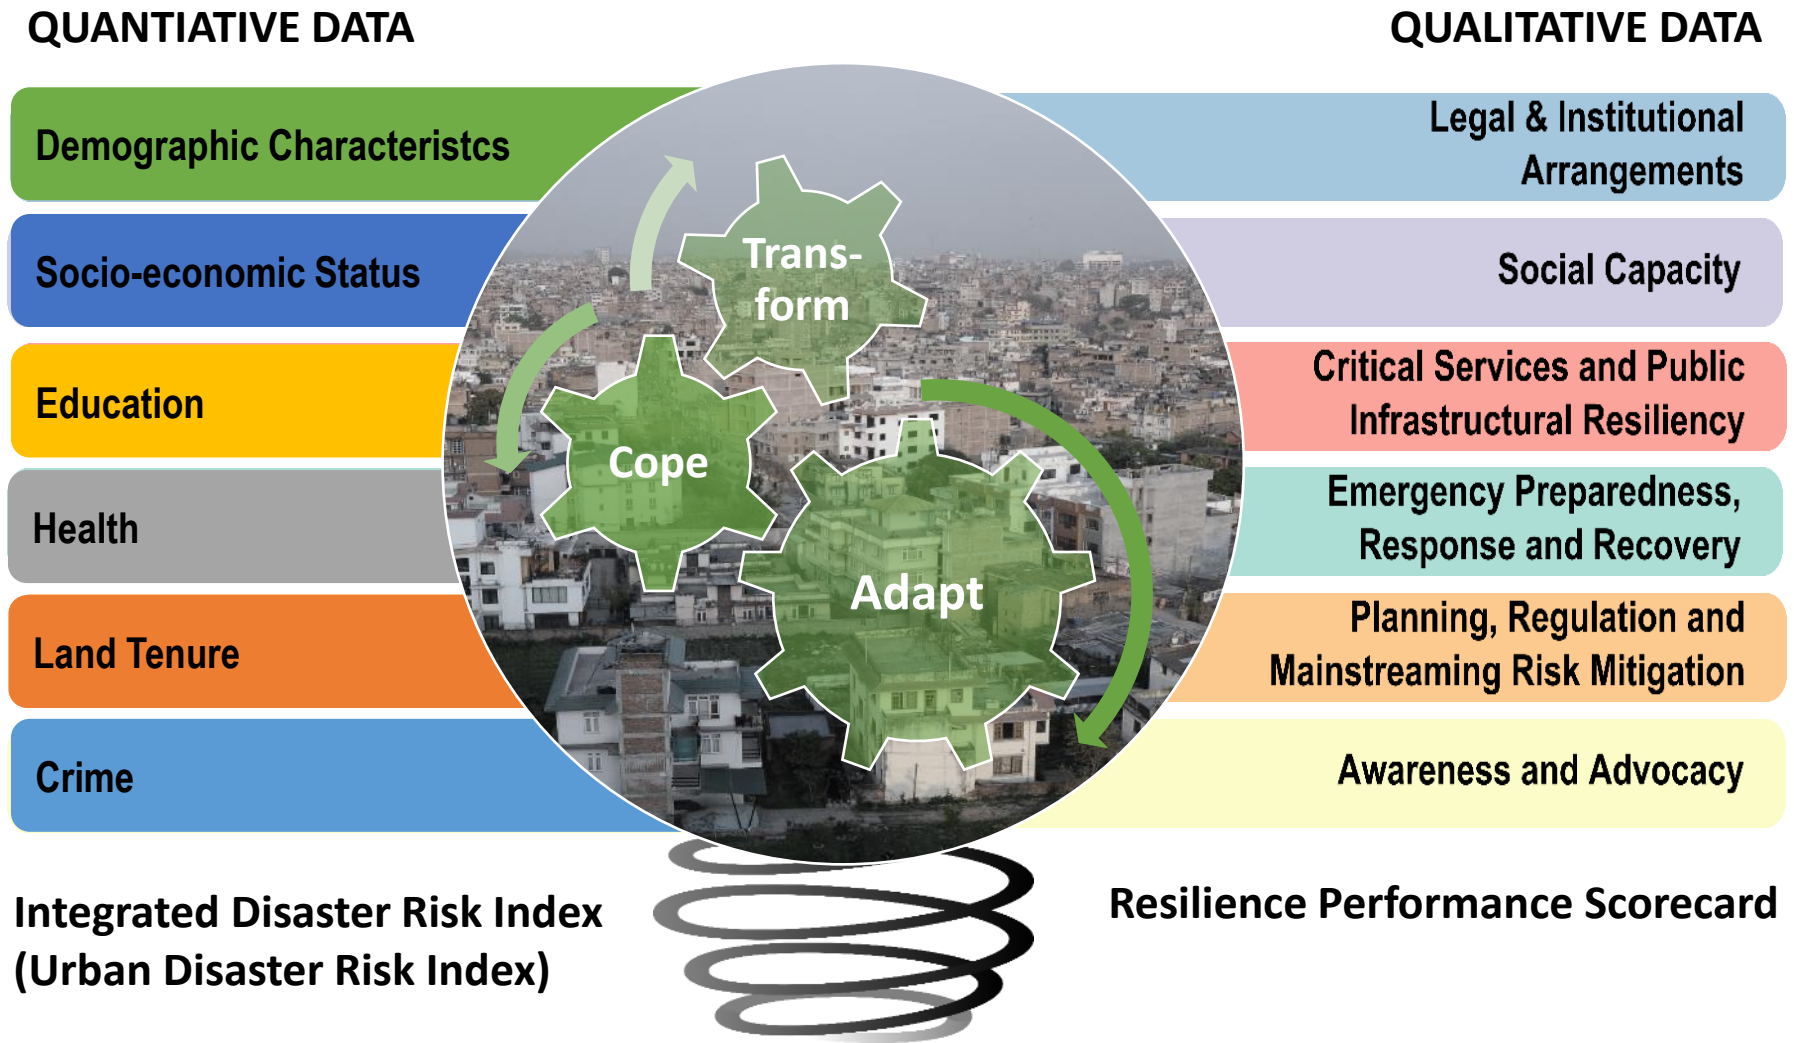 QUANTIATIVE DATA
QUALITATIVE DATA
Demographic Characteristcs
Socio-economic Status
Education
Health
Land Tenure
Crime
Trans-
form
Cope
Adapt
Legal & Institutional
Arrangements
Social Capacity
Critical Services and Public
Infrastructural Resiliency
Emergency Preparedness,
Response and Recovery
Planning, Regulation and
Mainstreaming Risk Mitigation
Awareness and Advocacy
Integrated Disaster Risk Index
(Urban Disaster Risk Index)
Resilience Performance Scorecard